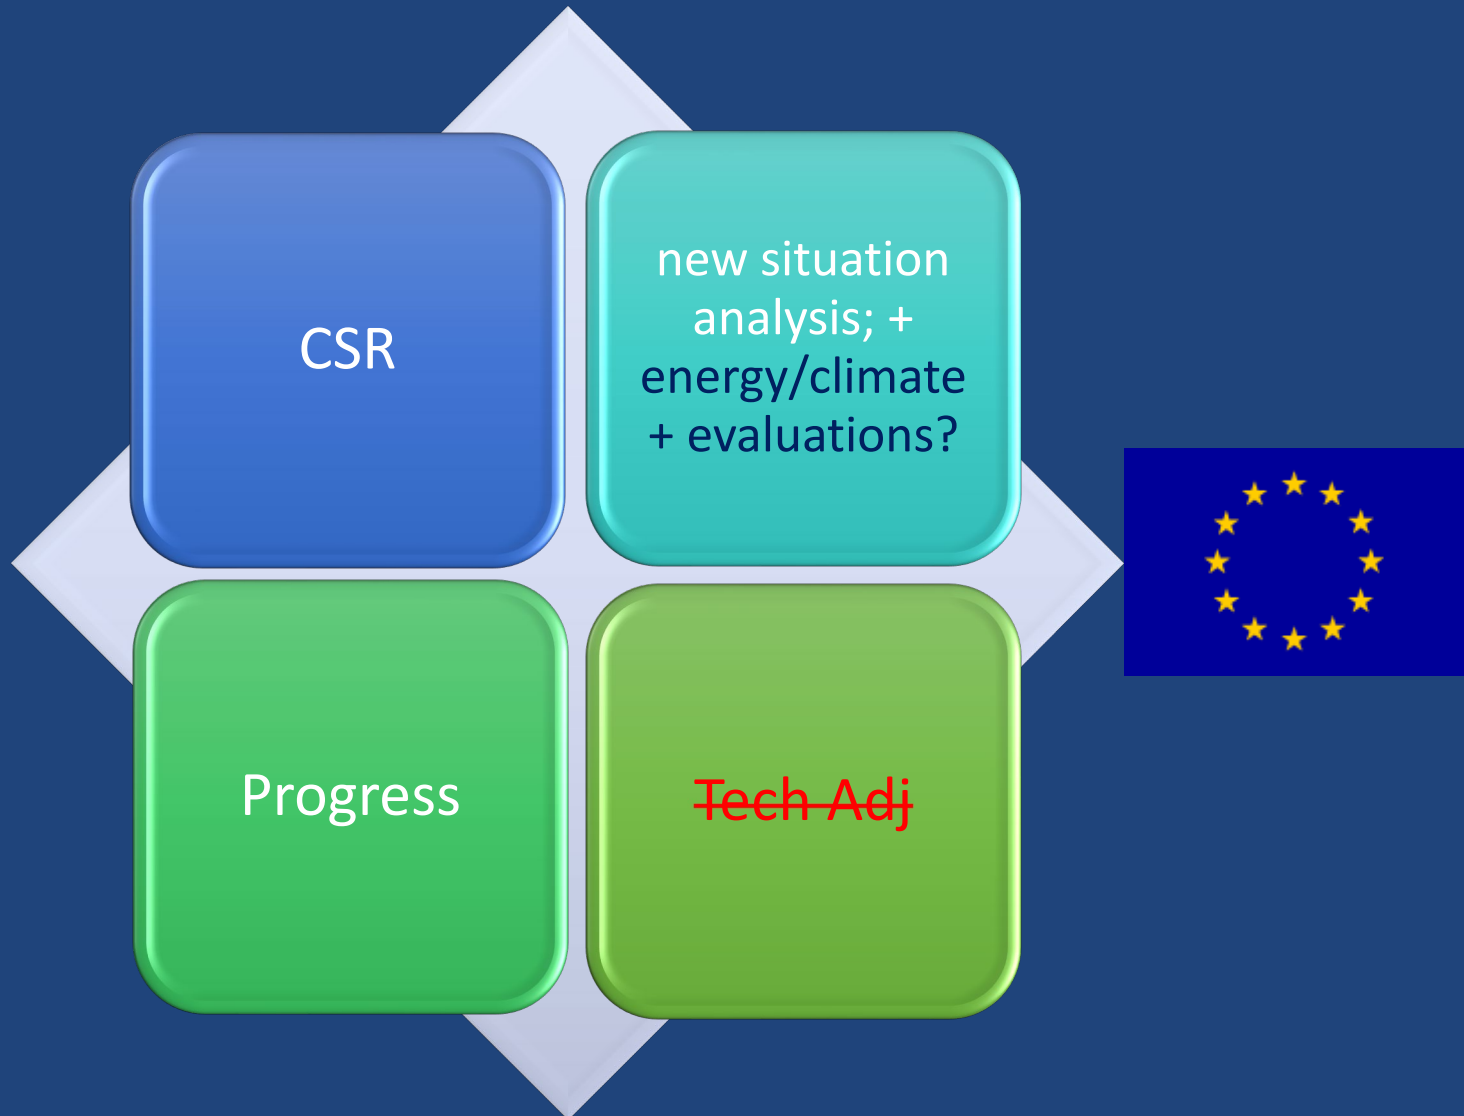 CSR
new situation
analysis; +
energy/climate
+ evaluations?
Progress
Tech Adj